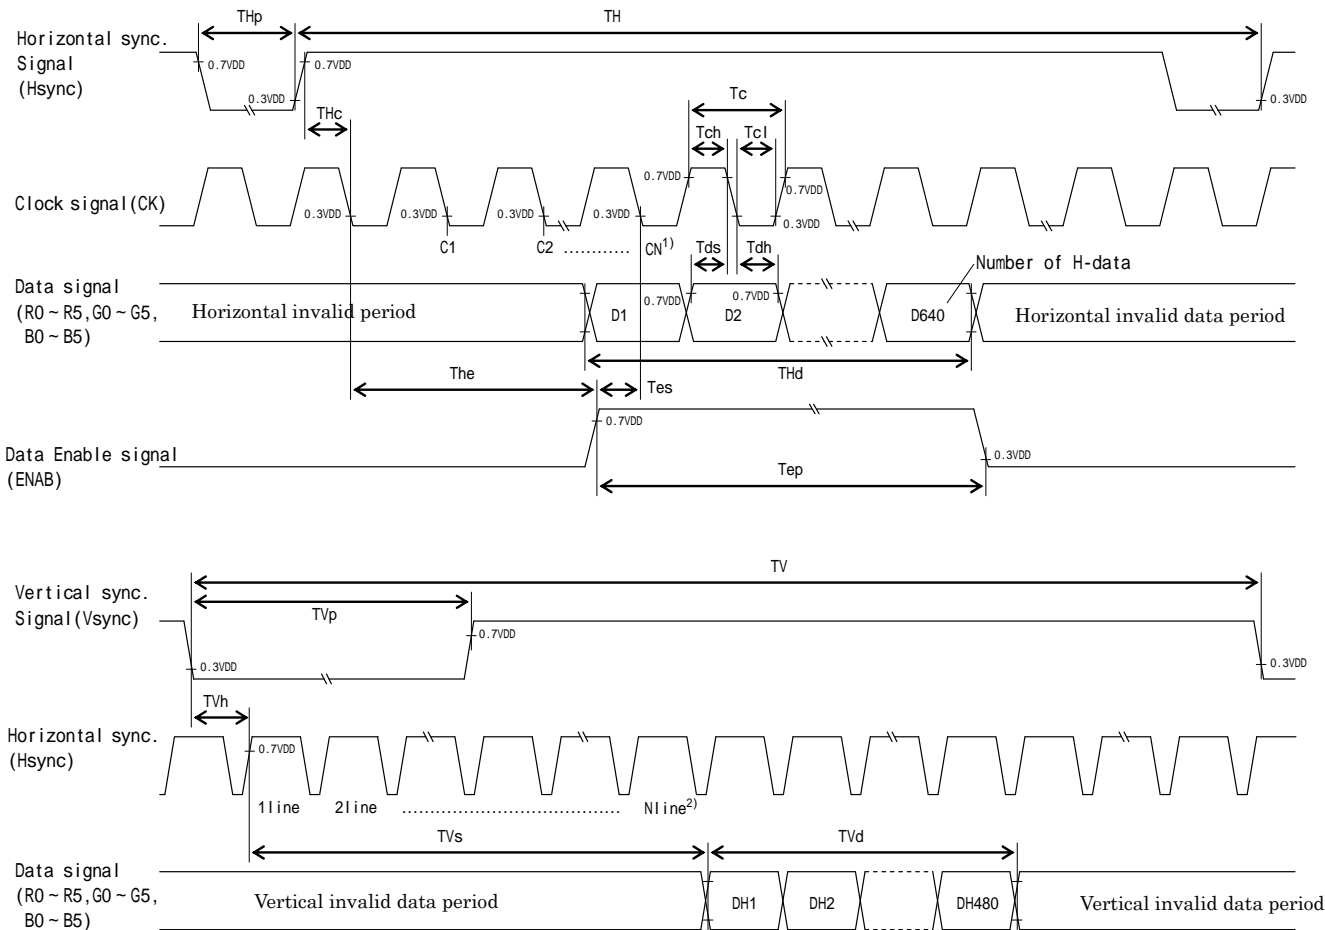 THp
TH
Horizontal sync.
Signal
(Hsync)
0.7VDD
0.7VDD
0.3VDD
0.3VDD
THc
Tc
Tch
Tcl
Clock signal(CK)
0.7VDD
0.7VDD
0.3VDD
0.3VDD
0.3VDD
0.3VDD
0.3VDD
C1
C2
............
CN1)
Tds
Tdh
Number of H-data
Data signal
(R0~R5,G0~G5,
B0~B5)
Horizontal invalid period
0.7VDD
0.7VDD
D1
D2
D640
Horizontal invalid data period
The
Tes
THd
0.7VDD
Data Enable signal
(ENAB)
0.3VDD
Tep
TV
Vertical sync.
Signal(Vsync)
TVp
0.7VDD
0.3VDD
0.3VDD
TVh
Horizontal sync.
(Hsync)
0.7VDD
1line
2line
........................................
Nline2)
TVs
TVd
Data signal
(R0~R5,G0~G5,
B0~B5)
Vertical invalid data period
DH1
DH2
DH480
Vertical invalid data period